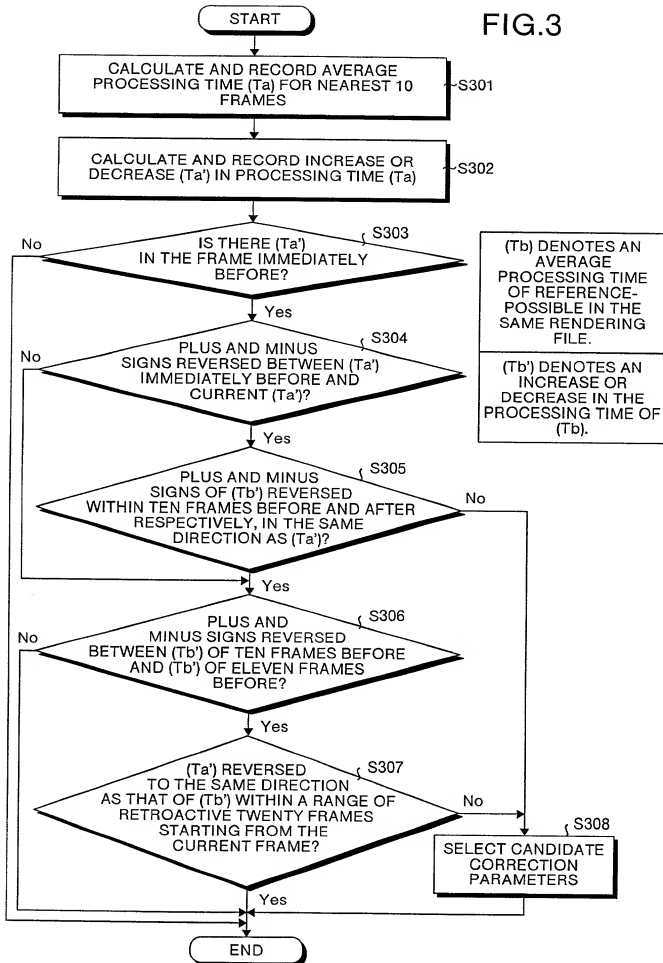 START
FIG.3
CALCULATE AND RECORD AVERAGE
PROCESSING TIME (Ta) FOR NEAREST 10
FRAMES
S301
CALCULATE AND RECORD INCREASE OR
DECREASE (Ta') IN PROCESSING TIME (Ta)
S302
No
S303
IS THERE (Ta')
IN THE FRAME IMMEDIATELY
BEFORE?
Yes
(Tb) DENOTES AN
AVERAGE
PROCESSING TIME
OF REFERENCE-
POSSIBLE IN THE
SAME RENDERING
FILE.
(Tb') DENOTES AN
INCREASE OR
DECREASE IN THE
PROCESSING TIME OF
(Tb).
No
S304
PLUS AND MINUS
SIGNS REVERSED BETWEEN (Ta')
IMMEDIATELY BEFORE AND
CURRENT (Ta')?
Yes
S305
PLUS AND MINUS
SIGNS OF (Tb') REVERSED
WITHIN TEN FRAMES BEFORE AND AFTER
RESPECTIVELY, IN THE SAME
DIRECTION AS (Ta')?
No
Yes
S306
No
PLUS AND
MINUS SIGNS REVERSED
BETWEEN (Tb') OF TEN FRAMES BEFORE
AND (Tb') OF ELEVEN FRAMES
BEFORE?
Yes
S307
(Ta') REVERSED
TO THE SAME DIRECTION
AS THAT OF (Tb') WITHIN A RANGE OF
RETROACTIVE TWENTY FRAMES
STARTING FROM THE
CURRENT FRAME?
No
S308
SELECT CANDIDATE
CORRECTION
PARAMETERS
Yes
END